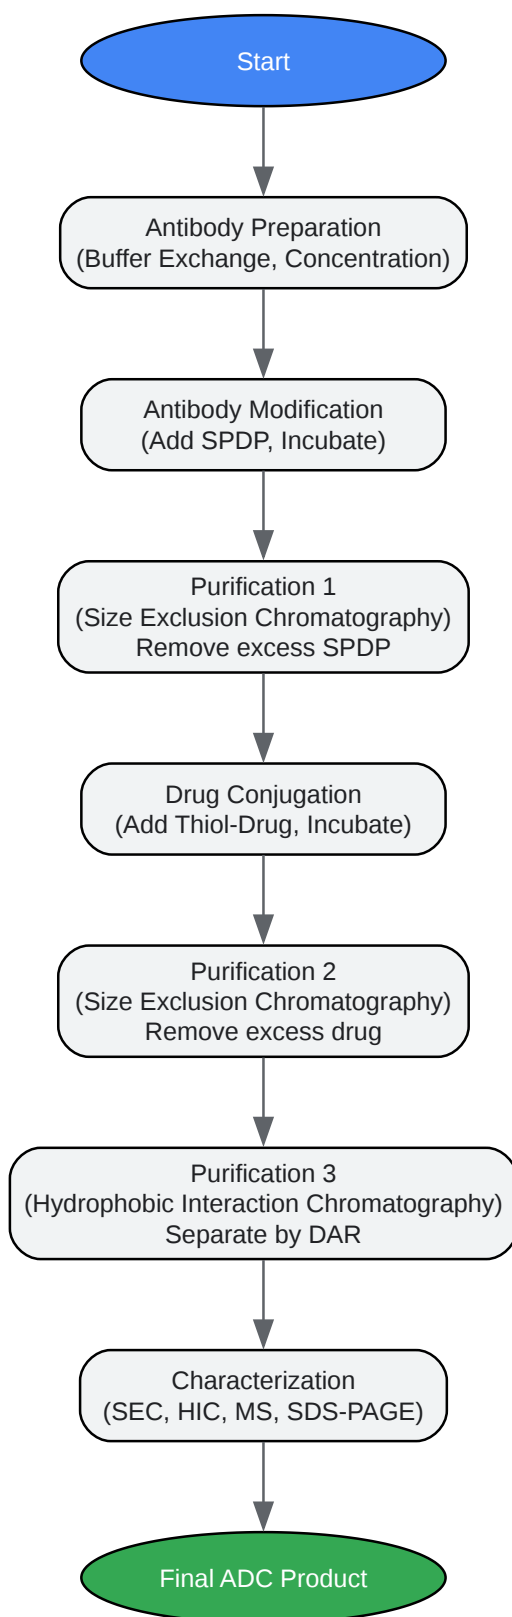 Start
Antibody Preparation
(Buffer Exchange, Concentration)
Antibody Modification
(Add SPDP, Incubate)
Purification 1
(Size Exclusion Chromatography)
Remove excess SPDP
Drug Conjugation
(Add Thiol-Drug, Incubate)
Purification 2
(Size Exclusion Chromatography)
Remove excess drug
Purification 3
(Hydrophobic Interaction Chromatography)
Separate by DAR
Characterization
(SEC, HIC, MS, SDS-PAGE)
Final ADC Product